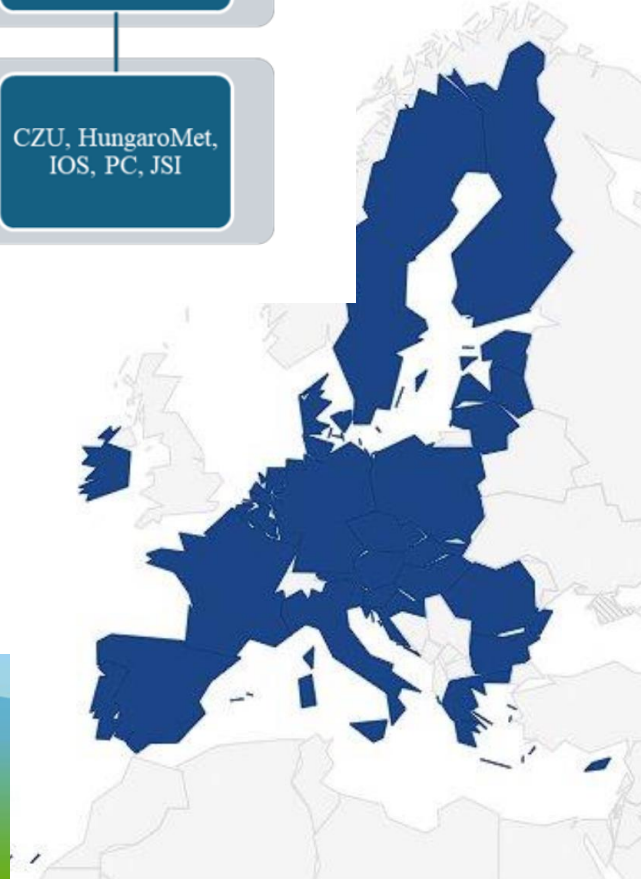 CZU, HungaroMet,
IOS, PC, JSI